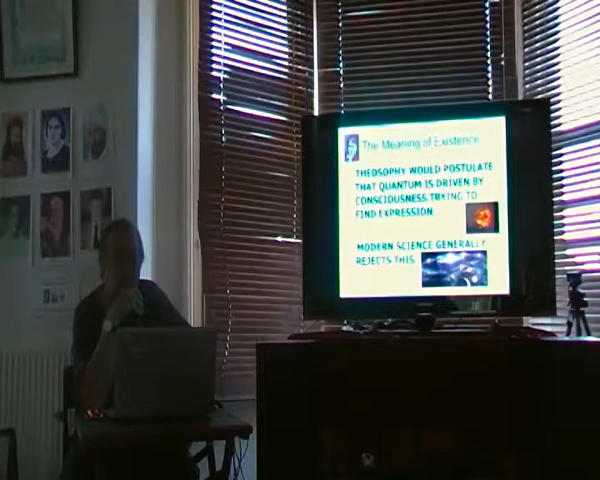 The Meaning of Existence
THEOSOPHY WOULD POSTULATE
THAT QUANTUM IS DRIVEN BY
CONSCIOUSNESS TRYING TO
FIND EXPRESSION
MODERN SCIENCE GENERALLY
REJECTS THIS